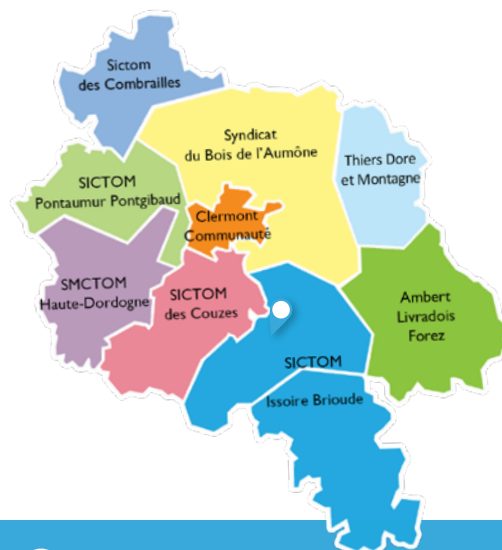 Sictom
des Combrailles
Syndicat
du Bois de l'Aumône
Thiers Dore
et Montagne
SICTOM
Pontaumur Pontgibaud
Clermont
Communauté
SMCTOM
Haute-Dordogne
SICTOM
des Couzes
Ambert
Livradois
Forez
SICTOM
Issoire Brioude